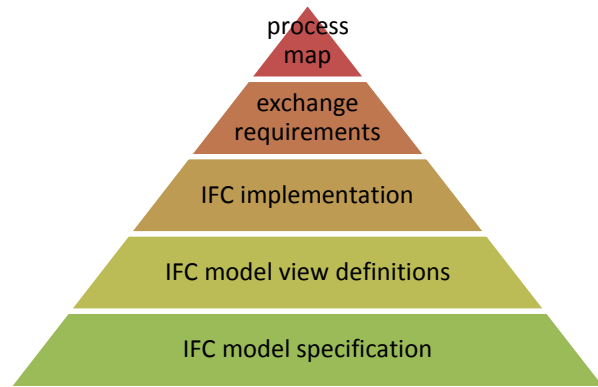 process
map
exchange
requirements
IFC implementation
IFC model view definitions
IFC model specification